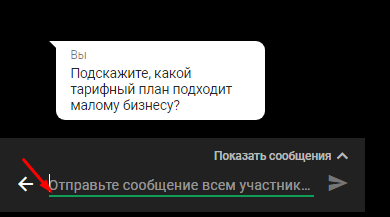 Вы
Подскажите, какой
тарифный план подходит
малому бизнесу?
Показать сообщения
Отправьте сообщение всем участник...